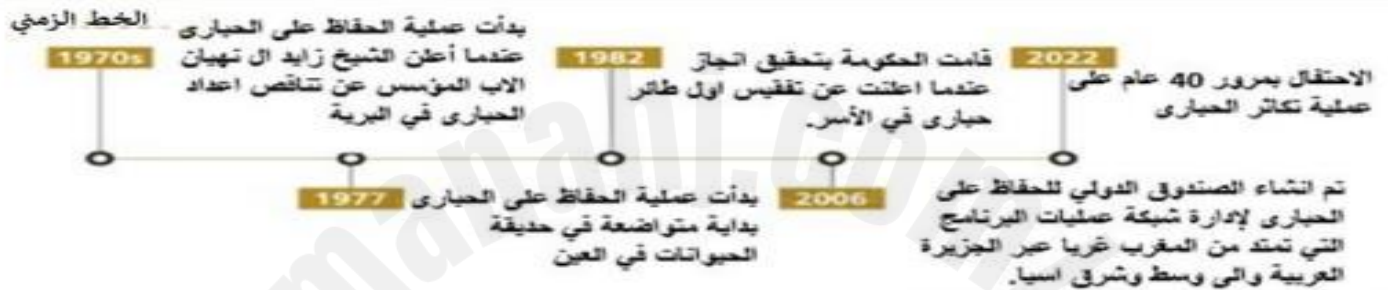 الخط الزمني
1970s
بدأت عملية الحفاظ على الحبارى
عندما أعلن الشيخ زايد ال نهيان
الاب المؤسس عن تناقص اعداد
الحبارى في البرية
1977
بدأت عملية الحفاظ على الحبارى
بداية متواضعة في حديقة
الحيوانات في العين
1982
قامت الحكومة بتحقيق انجاز
عندما اعلنت عن تفقيس اول طائر
حبارى في الأسر.
2006
تم انشاء الصندوق الدولي للحفاظ على
الحبارى لإدارة شبكة عمليات البرنامج
التي تمتد من المغرب غربا عبر الجزيرة
العربية والى وسط وشرق اسيا.
2022
الاحتفال بمرور 40 عام على
عملية تكاثر الحبارى